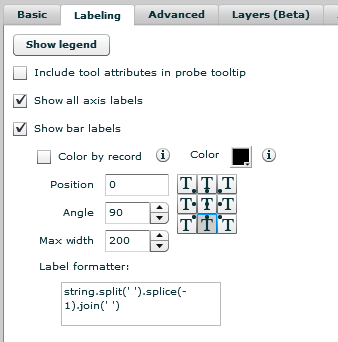 Basic Labeling Advanced Layers (Beta)
Show legend
Include tool attributes in probe tooltip
Show all axis labels
Show bar labels
Color by record Color
Position 0
Angle 90
Max width 200
Label formatter:
string.split(' ').splice(-
1).join(' ')